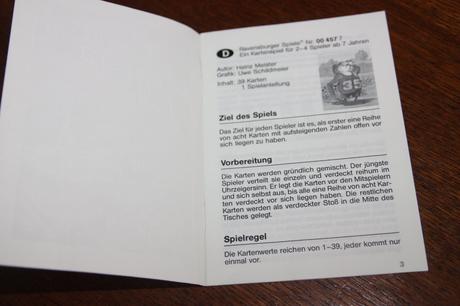 D
Ravensburger Spiele® Nr. 00 457 7
Ein Kartenspiel für 2–4 Spieler ab 7 Jahren
Autor: Heinz Meister
Grafik: Uwe Schildmeier
Inhalt: 39 Karten
1 Spielanleitung
Ziel des Spiels
Das Ziel für jeden Spieler ist es, als erster eine Reihe
von acht Karten mit aufsteigenden Zahlen offen vor
sich liegen zu haben.
Vorbereitung
Die Karten werden gründlich gemischt. Der jüngste
Spieler verteilt sie einzeln und verdeckt reihum im
Uhrzeigersinn. Er legt die Karten vor den Mitspielern
und sich selbst aus, bis alle eine Reihe von acht Kar-
ten verdeckt vor sich liegen haben. Die restlichen
Karten werden als verdeckter Stoß in die Mitte des
Tisches gelegt.
Spielregel
Die Kartenwerte reichen von 1–39, jeder kommt nur
einmal vor.
3